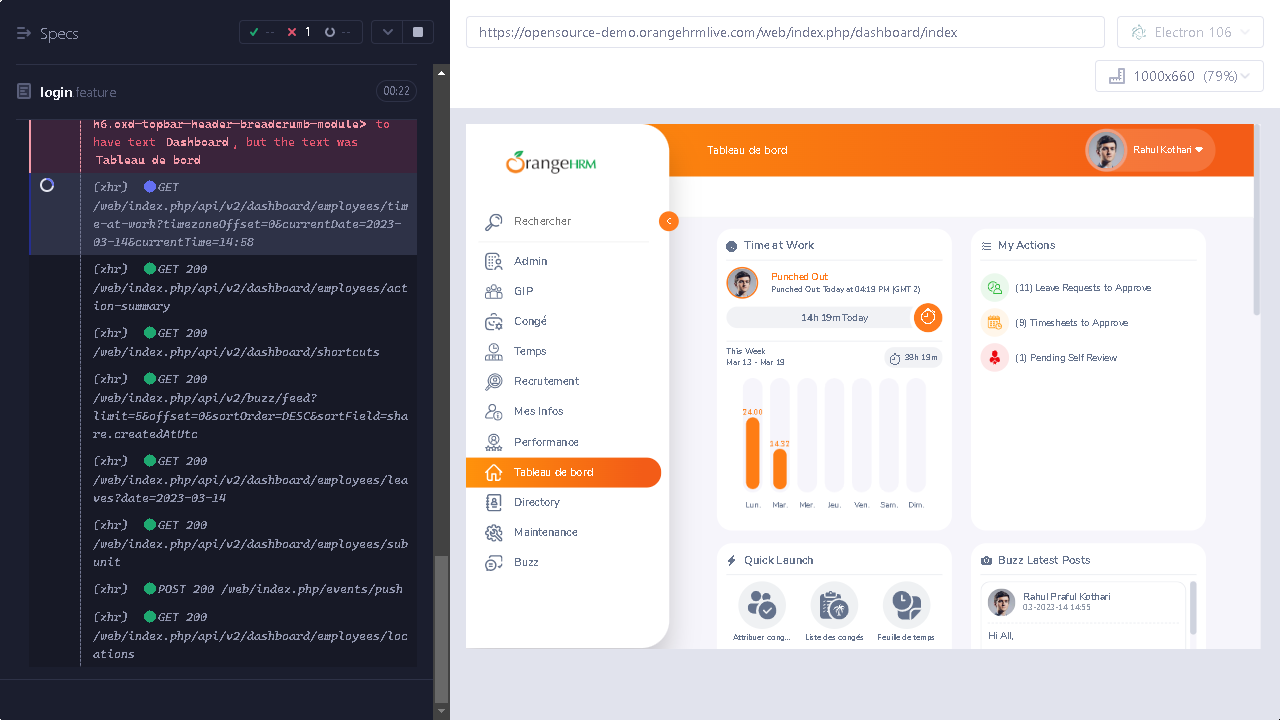 Specs
--
1
--
https://opensource-demo.orangehrmlive.com/web/index.php/dashboard/index
Electron 106
1000x660 (79%)
login feature
00:22
h6.oxd-topbar-header-breadcrumb-module> to
have text Dashboard, but the text was
Tableau de bord
(xhr) GET
/web/index.php/api/v2/dashboard/employees/tim
e-at-work?timezoneOffset=0&currentDate=2023-
03-14&currentTime=14:58
(xhr) GET 200
/web/index.php/api/v2/dashboard/employees/act
ion-summary
(xhr) GET 200
/web/index.php/api/v2/dashboard/shortcuts
(xhr) GET 200
/web/index.php/api/v2/buzz/feed?
limit=5&offset=0&sortOrder=DESC&sortField=sha
re.createdAtUtc
(xhr) GET 200
/web/index.php/api/v2/dashboard/employees/lea
ves?date=2023-03-14
(xhr) GET 200
/web/index.php/api/v2/dashboard/employees/sub
unit
(xhr) POST 200 /web/index.php/events/push
(xhr) GET 200
/web/index.php/api/v2/dashboard/employees/loc
ations
OrangeHRM
Rechercher
Admin
GIP
Congé
Temps
Recrutement
Mes Infos
Performance
Tableau de bord
Directory
Maintenance
Buzz
Tableau de bord
Rahul Kothari
Time at Work
Punched Out
Punched Out: Today at 04:19 PM (GMT 2)
14h 19m Today
This Week
Mar 13 - Mar 19
38h 19m
24.00
14.32
Lun. Mar. Mer. Jeu. Ven. Sam. Dim.
My Actions
(11) Leave Requests to Approve
(9) Timesheets to Approve
(1) Pending Self Review
Quick Launch
Attribuer cong...
Liste des congés
Feuille de temps
Buzz Latest Posts
Rahul Praful Kothari
03-2023-14 14:55
Hi All,